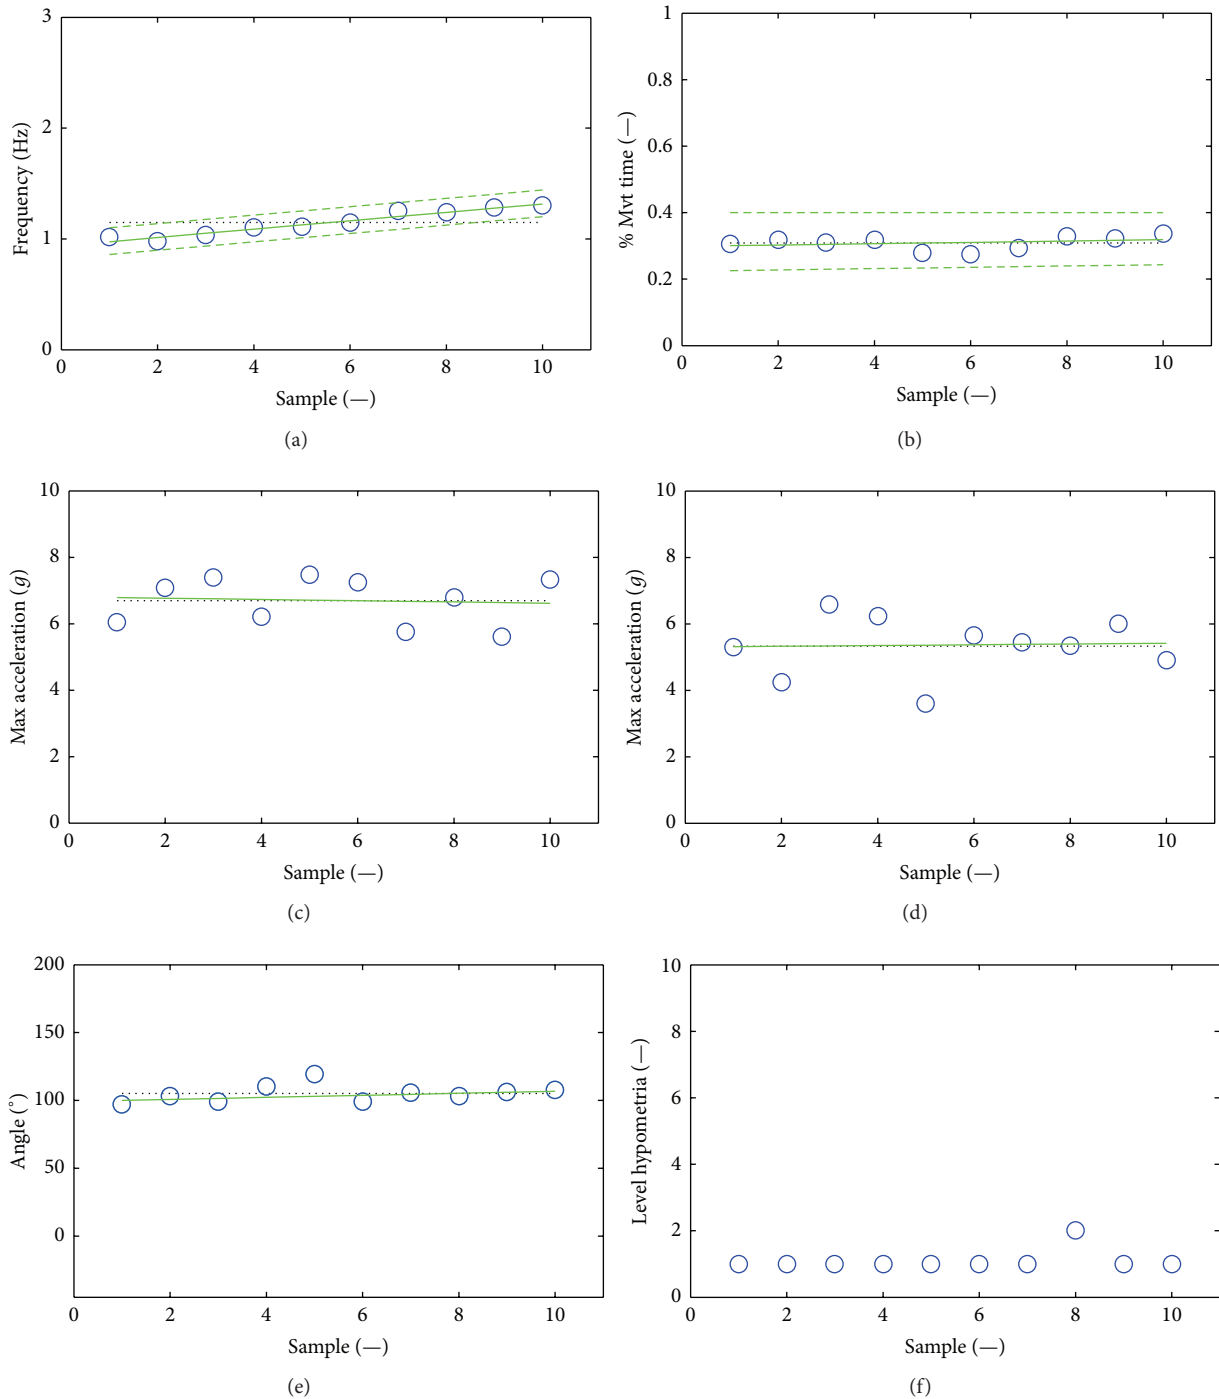 3
2
1
0
Frequency (Hz)
0 2 4 6 8 10
Sample (—)
(a)
1
0.8
0.6
0.4
0.2
0
% Mvt time (—)
0 2 4 6 8 10
Sample (—)
(b)
10
8
6
4
2
0
Max acceleration (g)
0 2 4 6 8 10
Sample (—)
(c)
10
8
6
4
2
0
Max acceleration (g)
0 2 4 6 8 10
Sample (—)
(d)
200
150
100
50
0
Angle (°)
0 2 4 6 8 10
Sample (—)
(e)
10
8
6
4
2
0
Level hypometria (—)
0 2 4 6 8 10
Sample (—)
(f)